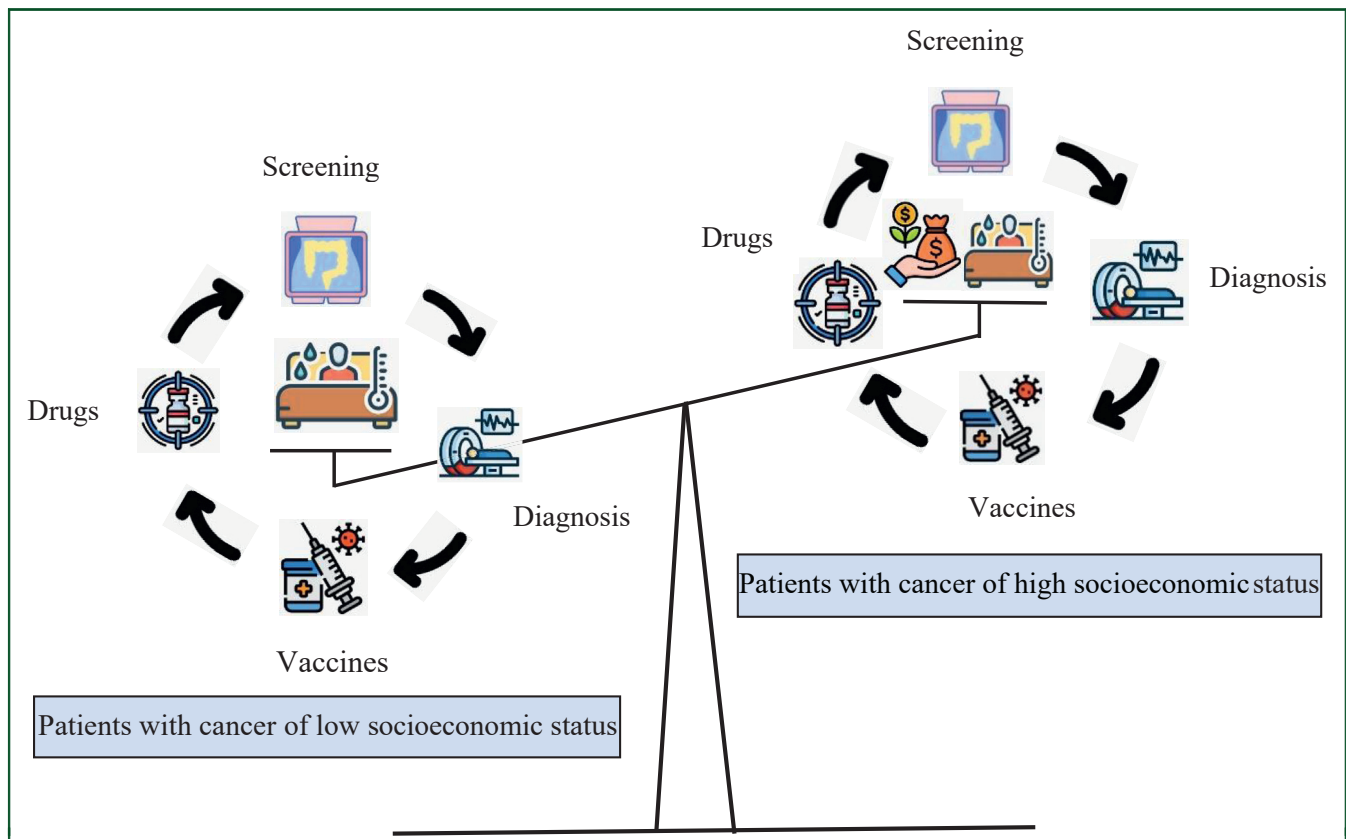 Screening
Drugs
Diagnosis
Vaccines
Patients with cancer of low socioeconomic status
Screening
Drugs
$
$
Diagnosis
Vaccines
Patients with cancer of high socioeconomic status